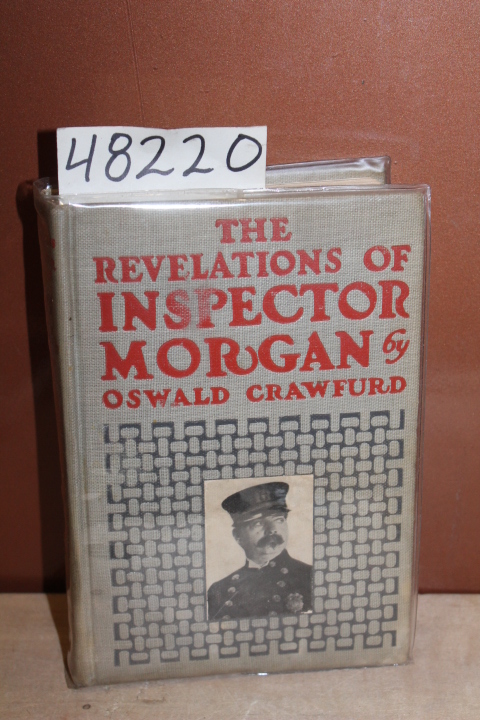 48220
THE
REVELATIONS OF
INSPECTOR
MORGAN by
OSWALD CRAWFURD